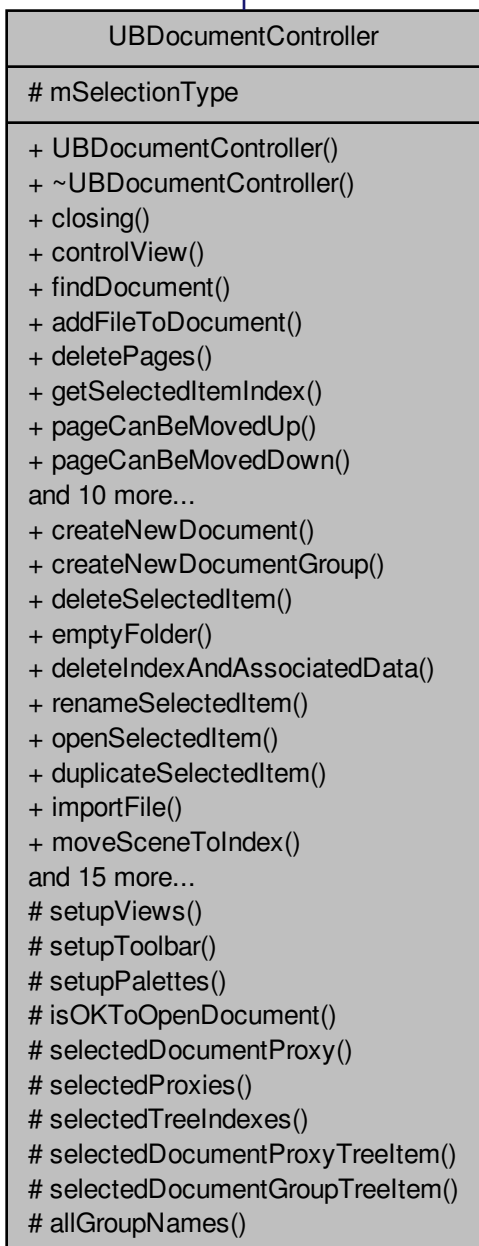 UBDocumentController
# mSelectionType
+ UBDocumentController()
+ ~UBDocumentController()
+ closing()
+ controlView()
+ findDocument()
+ addFileToDocument()
+ deletePages()
+ getSelectedItemIndex()
+ pageCanBeMovedUp()
+ pageCanBeMovedDown()
and 10 more...
+ createNewDocument()
+ createNewDocumentGroup()
+ deleteSelectedItem()
+ emptyFolder()
+ deleteIndexAndAssociatedData()
+ renameSelectedItem()
+ openSelectedItem()
+ duplicateSelectedItem()
+ importFile()
+ moveSceneToIndex()
and 15 more...
# setupViews()
# setupToolbar()
# setupPalettes()
# isOKToOpenDocument()
# selectedDocumentProxy()
# selectedProxies()
# selectedTreeIndexes()
# selectedDocumentProxyTreeItem()
# selectedDocumentGroupTreeItem()
# allGroupNames()